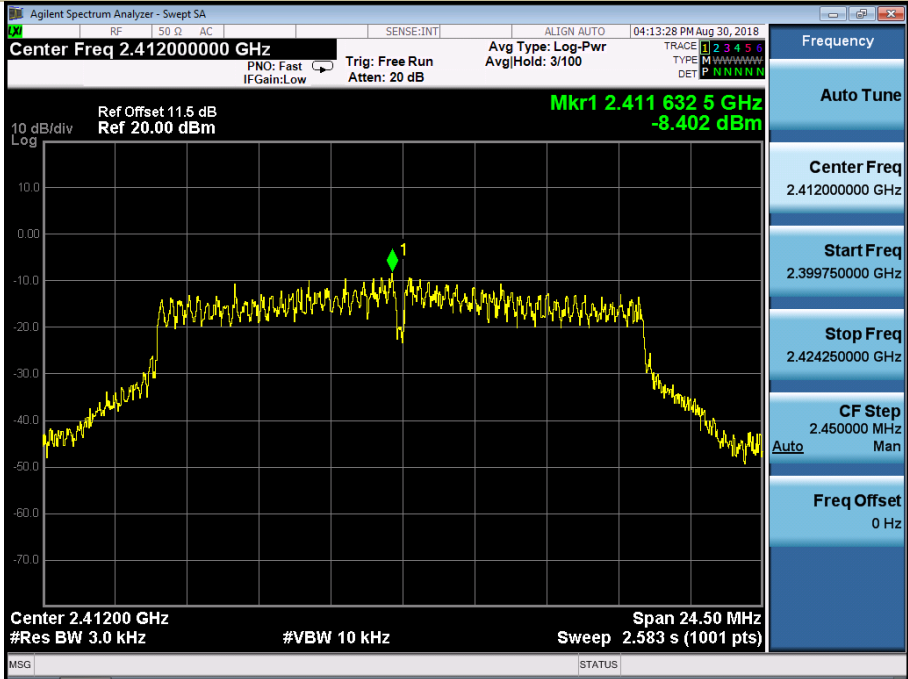 Agilent Spectrum Analyzer - Swept SA
LXI RF 50 Ω AC SENSE:INT ALIGN AUTO 04:13:28 PM Aug 30, 2018
Center Freq 2.412000000 GHz
PNO: Fast
IFGain:Low
Trig: Free Run
Atten: 20 dB
Avg Type: Log-Pwr
Avg|Hold: 3/100
TRACE 1 2 3 4 5 6
TYPE M WWWWW
DET P N N N N N
Mkr1 2.411 632 5 GHz
-8.402 dBm
Ref Offset 11.5 dB
10 dB/div Ref 20.00 dBm
Log
10.0
0.00
-10.0
-20.0
-30.0
-40.0
-50.0
-60.0
-70.0
1
Center 2.41200 GHz Span 24.50 MHz
#Res BW 3.0 kHz #VBW 10 kHz Sweep 2.583 s (1001 pts)
MSG STATUS
Frequency
Auto Tune
Center Freq
2.412000000 GHz
Start Freq
2.399750000 GHz
Stop Freq
2.424250000 GHz
CF Step
2.450000 MHz
Auto Man
Freq Offset
0 Hz